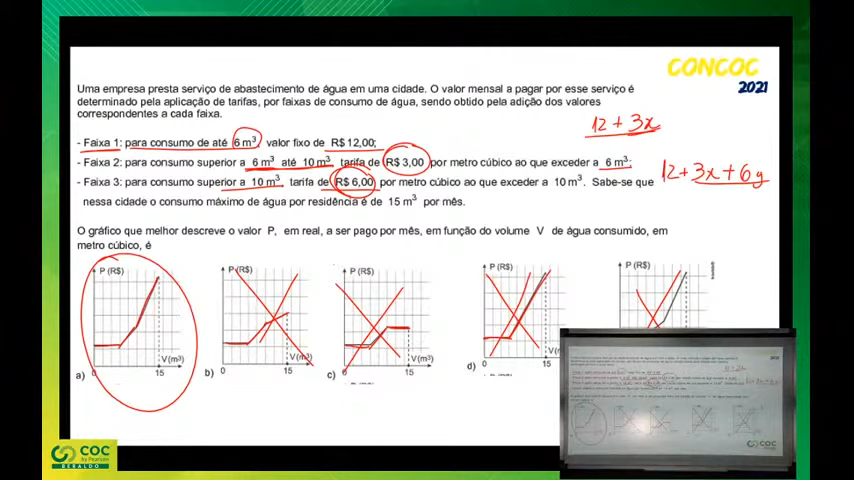 CONCOC
2021
Uma empresa presta serviço de abastecimento de água em uma cidade. O valor mensal a pagar por esse serviço é
determinado pela aplicação de tarifas, por faixas de consumo de água, sendo obtido pela adição dos valores
correspondentes a cada faixa.
12 + 3x
- Faixa 1: para consumo de até 6 m³, valor fixo de R$ 12,00;
- Faixa 2: para consumo superior a 6 m³ até 10 m³ tarifa de R$ 3,00 por metro cúbico ao que exceder a 6 m³;
12 + 3x + 6y
- Faixa 3: para consumo superior a 10 m³, tarifa de R$ 6,00 por metro cúbico ao que exceder a 10 m³. Sabe-se que
nessa cidade o consumo máximo de água por residência é de 15 m³ por mês.
O gráfico que melhor descreve o valor P, em real, a ser pago por mês, em função do volume V de água consumido, em
metro cúbico, é
P (R$) P (R$) P (R$) P (R$) P (R$)
V(m³) V(m³) V(m³) V(m
a) 0 15 b) 0 15 c) 0 15 d) 0 15
COC
by Pearson
BERALDO
COC